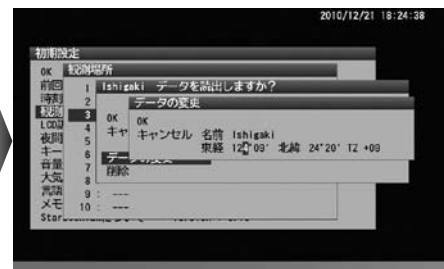 2010/12/21 18:24:38
初期設定
OK 観測場所
前回 1 Ishigaki データを読出しますか?
時刻 2 データの変更
観測 3 OK OK
LCD 4 キャ キャンセル 名前 Ishigaki
夜間 5 東経 12 09' 北緯 24°20' TZ +09
キー 6 データの変更
音量 7 削除
大気 8
言語 9 : ---
メモ 10 : ---